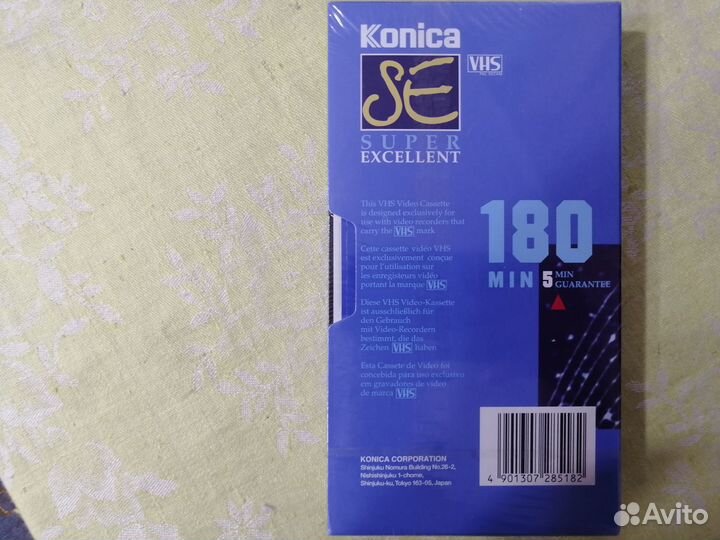 Konica
VHS
PAL SECAM
SE
SUPER
EXCELLENT
This VHS Video Cassette
is designed exclusively for
use with video recorders that
carry the VHS mark
Cette cassette vidéo VHS
est exclusivement conçue
pour l'utilisation sur
les enregistreurs vidéo
portant la marque VHS
Diese VHS Video-Kassette
ist ausschließlich für
den Gebrauch
mit Video-Recordern
bestimmt, die das
Zeichen VHS haben
Esta Cassete de Video foi
concebida para uso exclusivo
em gravadores de video
de marca VHS
180
MIN 5 MIN
GUARANTEE
KONICA CORPORATION
Shinjuku Nomura Building No.26-2,
Nishishinjuku 1-chome,
Shinjuku-ku, Tokyo 163-05, Japan
4 901307 285182
Avito